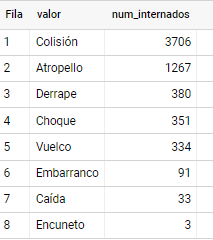 Fila valor num_internados
1 Colisión 3706
2 Atropello 1267
3 Derrape 380
4 Choque 351
5 Vuelco 334
6 Embarranco 91
7 Caída 33
8 Encuneto 3